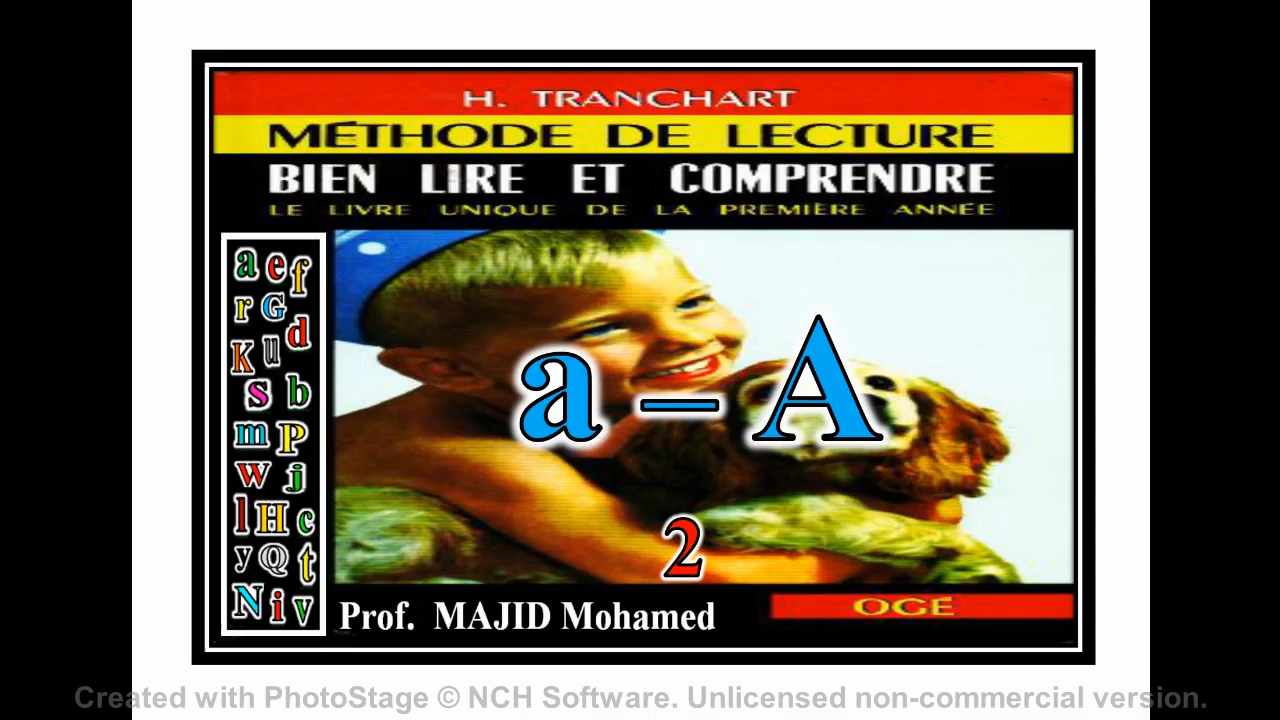 H. TRANCHART
MÉTHODE DE LECTURE
BIEN LIRE ET COMPRENDRE
LE LIVRE UNIQUE DE LA PREMIÈRE ANNÉE
a e f
r G d
K u
s b
m P
w j
l H c
y Q t
N i v
a – A
2
Prof. MAJID Mohamed
OGÉ
Created with PhotoStage © NCH Software. Unlicensed non-commercial version.